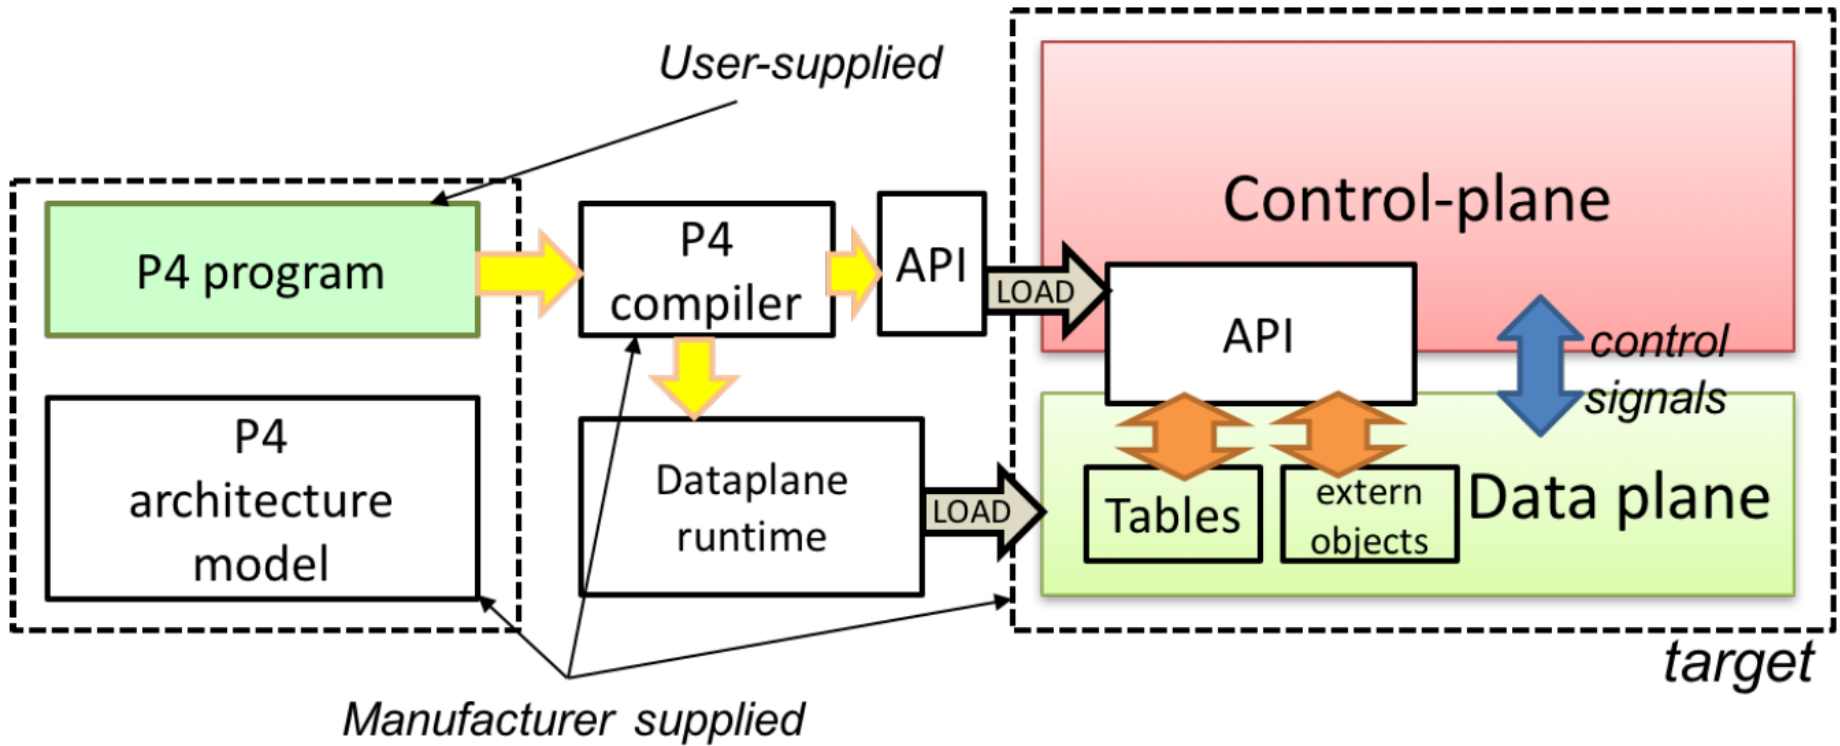 User-supplied
P4 program
P4
compiler
API
LOAD
Control-plane
API
control
signals
P4
architecture
model
Dataplane
runtime
LOAD
Tables
extern
objects
Data plane
target
Manufacturer supplied